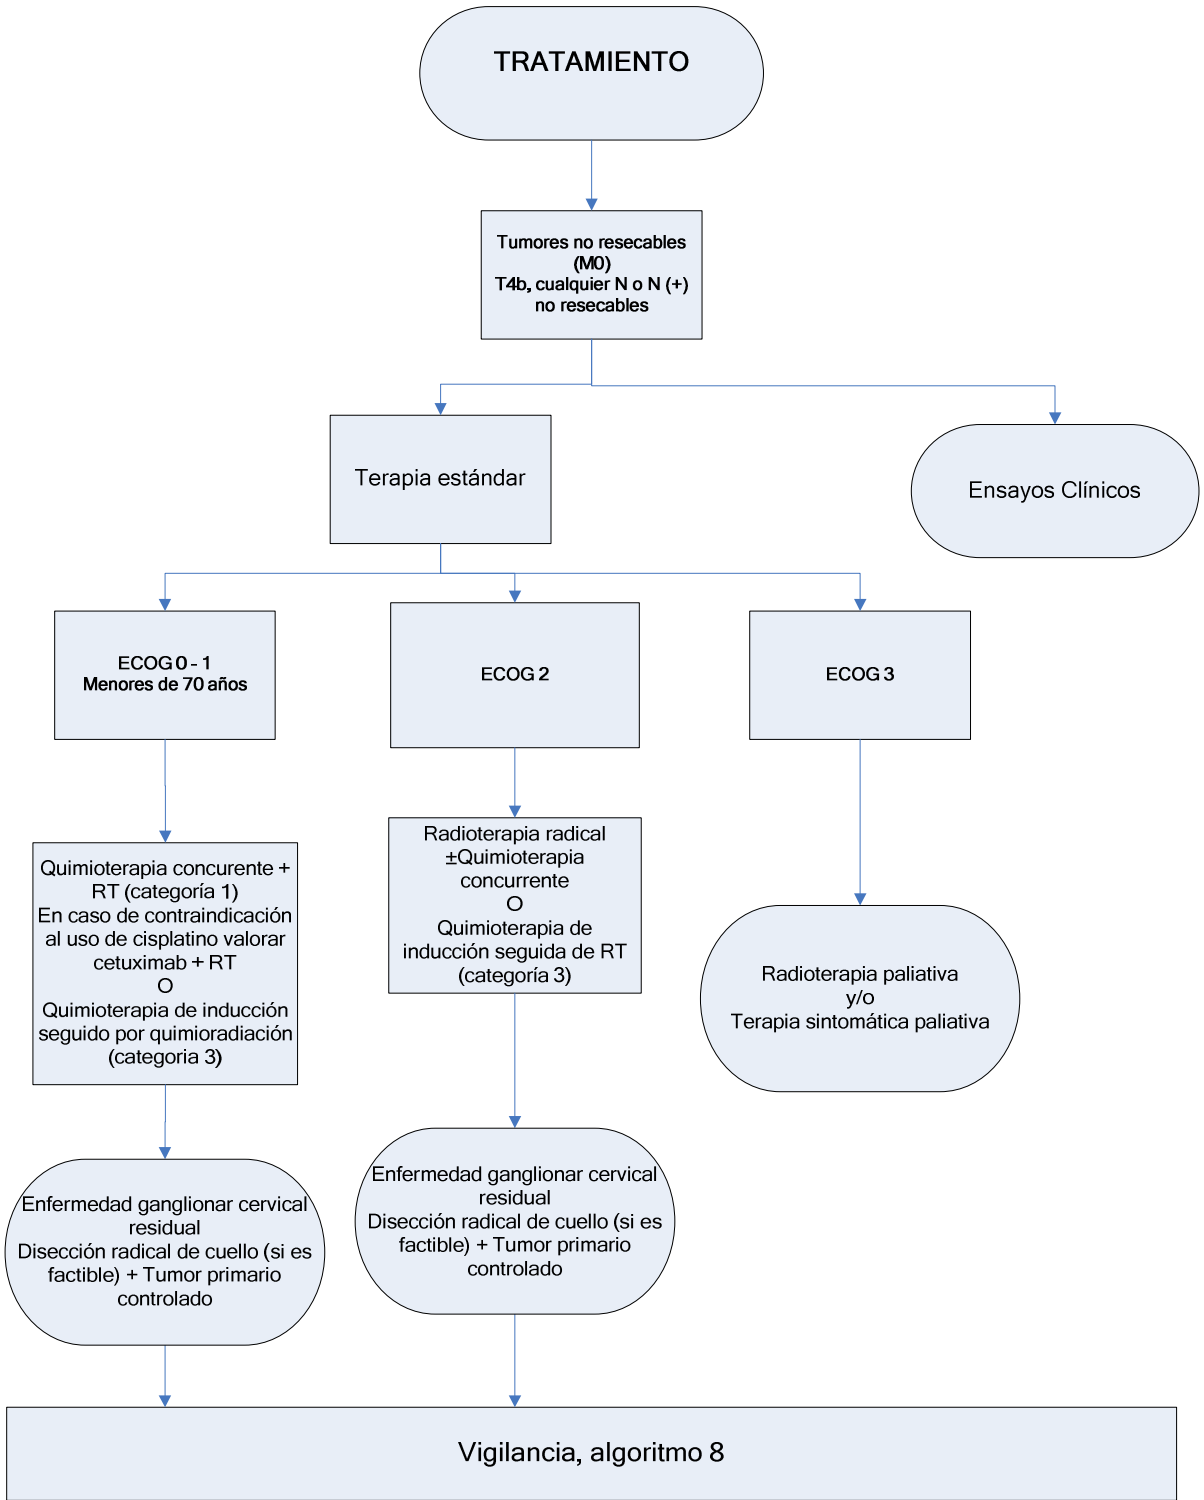 TRATAMIENTO
Tumores no resecables
(M0)
T4b, cualquier N o N (+)
no resecables
Terapia estándar
Ensayos Clínicos
ECOG 0 - 1
Menores de 70 años
ECOG 2
ECOG 3
Quimioterapia concurente +
RT (categoría 1)
En caso de contraindicación
al uso de cisplatino valorar
cetuximab + RT
O
Quimioterapia de inducción
seguido por quimioradiación
(categoria 3)
Radioterapia radical
±Quimioterapia
concurrente
O
Quimioterapia de
inducción seguida de RT
(categoría 3)
Radioterapia paliativa
y/o
Terapia sintomática paliativa
Enfermedad ganglionar cervical
residual
Disección radical de cuello (si es
factible) + Tumor primario
controlado
Enfermedad ganglionar cervical
residual
Disección radical de cuello (si es
factible) + Tumor primario
controlado
Vigilancia, algoritmo 8